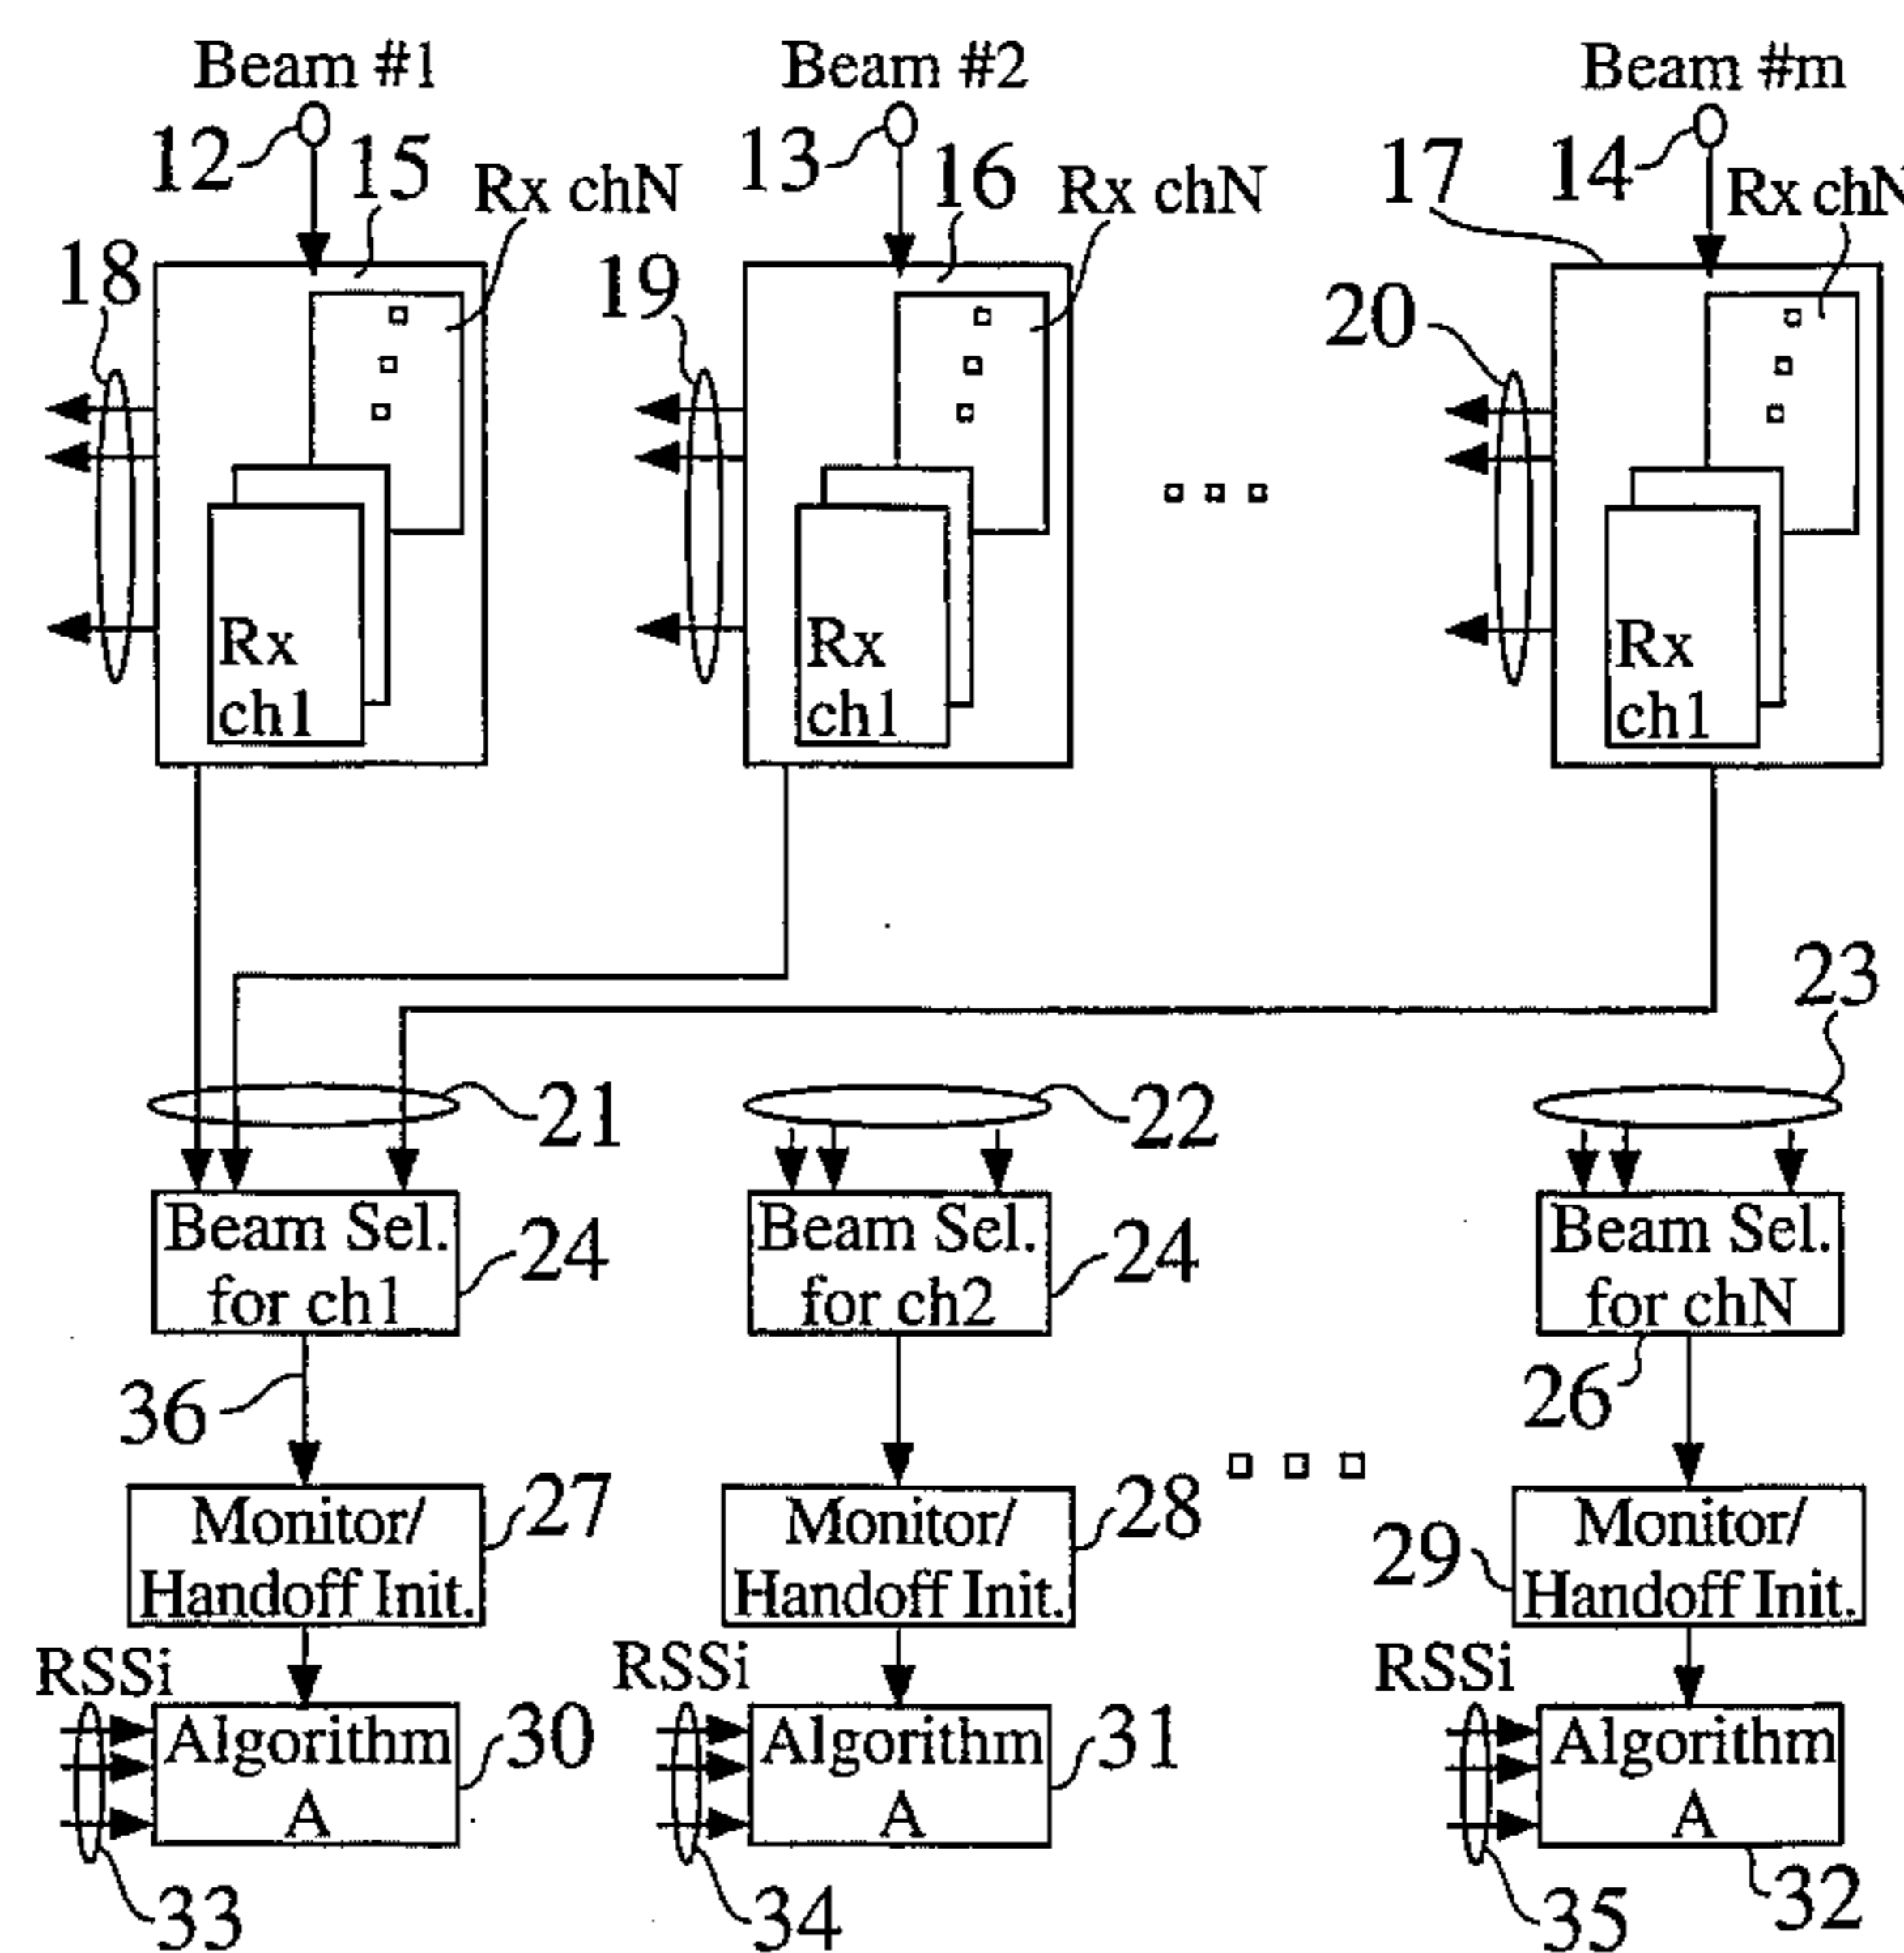 Beam #1
Beam #2
Beam #m
12
15
Rx chN
13
16
Rx chN
17
14
Rx chN
18
19
20
Rx
ch1
Rx
ch1
Rx
ch1
23
21
22
Beam Sel.
for ch1
24
Beam Sel.
for ch2
24
Beam Sel.
for chN
26
36
Monitor/
Handoff Init.
27
Monitor/
Handoff Init.
28
Monitor/
Handoff Init.
29
RSSi
RSSi
RSSi
Algorithm
A
30
Algorithm
A
31
Algorithm
A
32
33
34
35